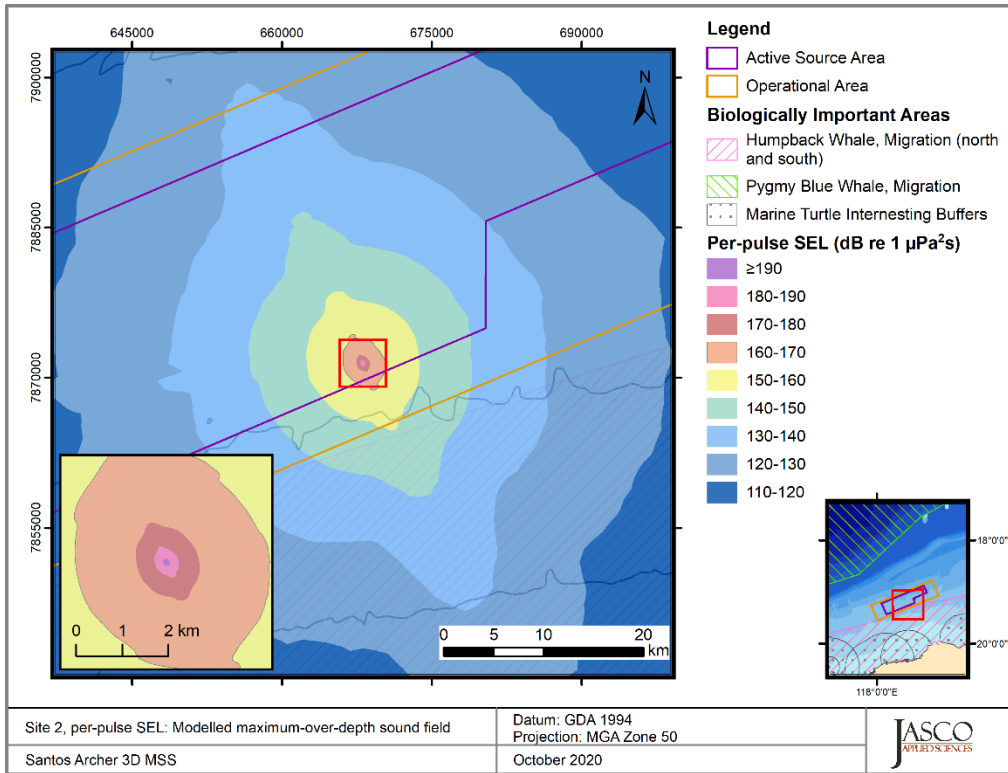 645000 660000 675000 690000
7900000
7885000
7870000
7855000
N
0 1 2 km
0 5 10 20
km
Legend
Active Source Area
Operational Area
Biologically Important Areas
Humpback Whale, Migration (north
and south)
Pygmy Blue Whale, Migration
Marine Turtle Internesting Buffers
Per-pulse SEL (dB re 1 µPa²s)
≥190
180-190
170-180
160-170
150-160
140-150
130-140
120-130
110-120
18°0'0"
20°0'0"
118°0'0"E
Site 2, per-pulse SEL: Modelled maximum-over-depth sound field
Datum: GDA 1994
Projection: MGA Zone 50
Santos Archer 3D MSS
October 2020
JASCO
APPLIED SCIENCES